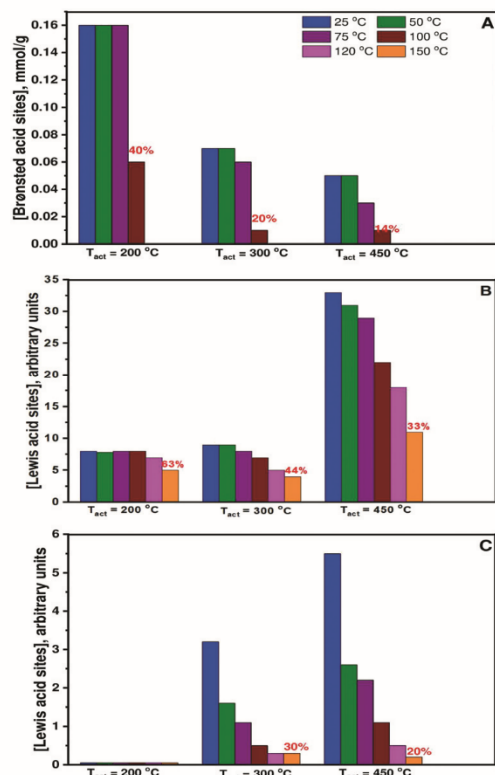 [Brønsted acid sites], mmol/g
0.16
0.14
0.12
0.10
0.08
0.06
0.04
0.02
0.00
A
25 °C
50 °C
75 °C
100 °C
120 °C
150 °C
40%
20%
14%
Tact = 200 °C
Tact = 300 °C
Tact = 450 °C
[Lewis acid sites], arbitrary units
35
30
25
20
15
10
5
0
B
63%
44%
33%
Tact = 200 °C
Tact = 300 °C
Tact = 450 °C
[Lewis acid sites], arbitrary units
6
5
4
3
2
1
0
C
30%
20%
= 200 °C
= 300 °C
= 450 °C